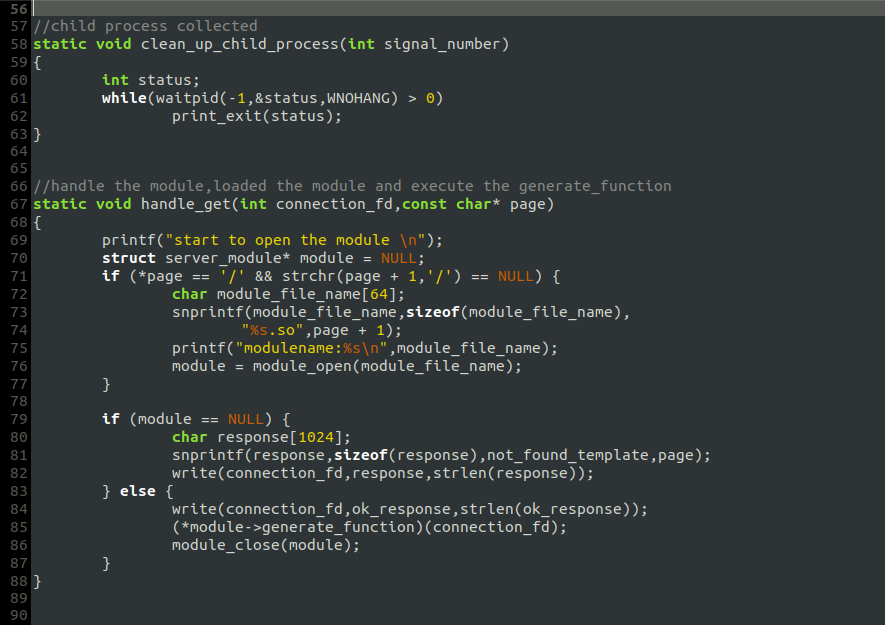 56
57 //child process collected
58 static void clean_up_child_process(int signal_number)
59 {
60         int status;
61         while(waitpid(-1,&status,WNOHANG) > 0)
62                 print_exit(status);
63 }
64
65
66 //handle the module,loaded the module and execute the generate_function
67 static void handle_get(int connection_fd,const char* page)
68 {
69         printf("start to open the module \n");
70         struct server_module* module = NULL;
71         if (*page == '/' && strchr(page + 1,'/') == NULL) {
72                 char module_file_name[64];
73                 snprintf(module_file_name,sizeof(module_file_name),
74                         "%s.so",page + 1);
75                 printf("modulename:%s\n",module_file_name);
76                 module = module_open(module_file_name);
77         }
78
79         if (module == NULL) {
80                 char response[1024];
81                 snprintf(response,sizeof(response),not_found_template,page);
82                 write(connection_fd,response,strlen(response));
83         } else {
84                 write(connection_fd,ok_response,strlen(ok_response));
85                 (*module->generate_function)(connection_fd);
86                 module_close(module);
87         }
88 }
89
90